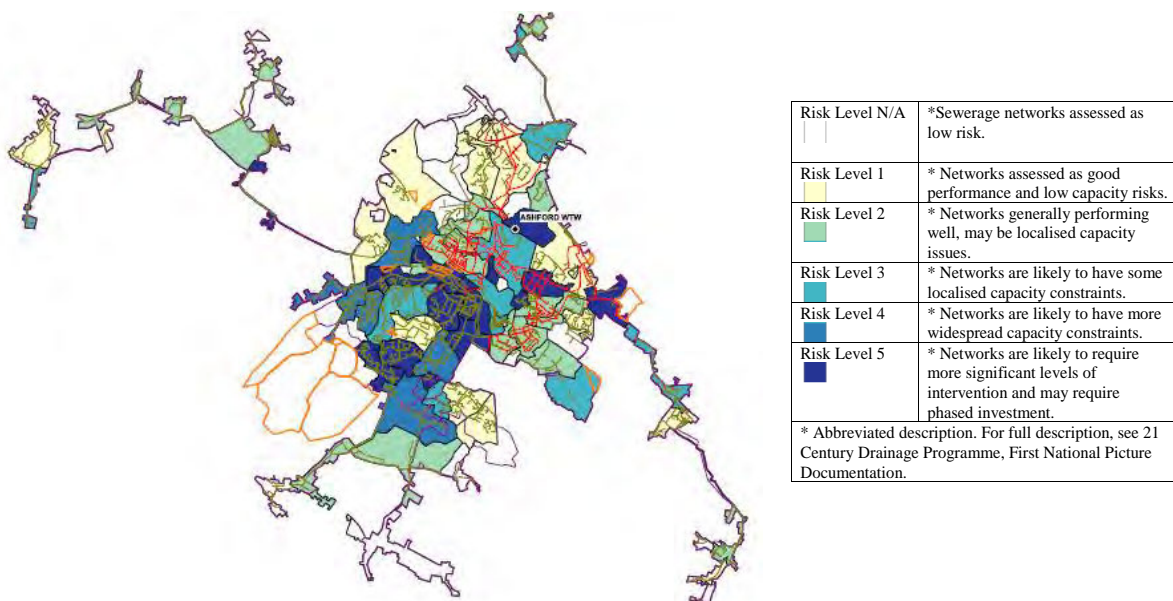 ASHFORD WTW
Risk Level N/A
*Sewerage networks assessed as
low risk.
Risk Level 1
* Networks assessed as good
performance and low capacity risks.
Risk Level 2
* Networks generally performing
well, may be localised capacity
issues.
Risk Level 3
* Networks are likely to have some
localised capacity constraints.
Risk Level 4
* Networks are likely to have more
widespread capacity constraints.
Risk Level 5
* Networks are likely to require
more significant levels of
intervention and may require
phased investment.
* Abbreviated description. For full description, see 21
Century Drainage Programme, First National Picture
Documentation.